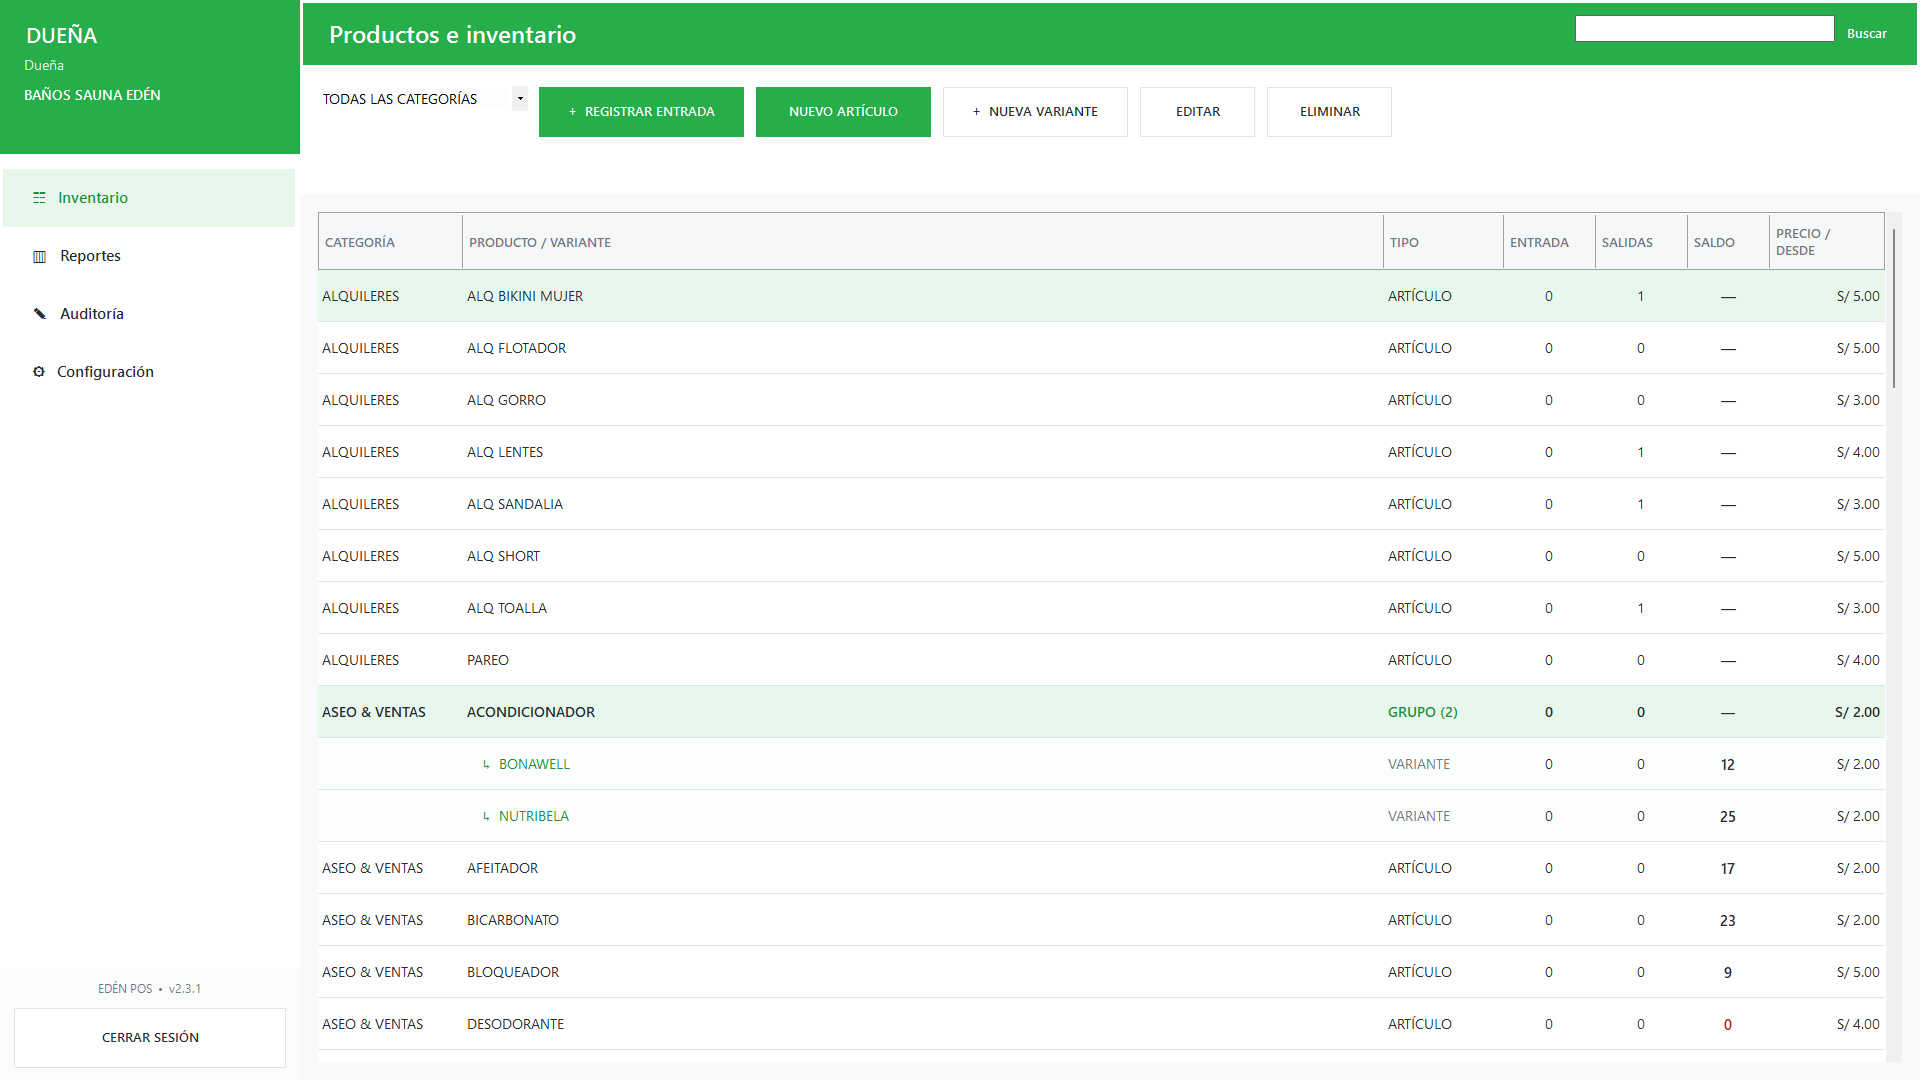 DUEÑA
Dueña
BAÑOS SAUNA EDÉN
Inventario
Reportes
Auditoría
Configuración
EDÉN POS • v2.3.1
CERRAR SESIÓN
Productos e inventario
Buscar
TODAS LAS CATEGORÍAS
+ REGISTRAR ENTRADA
NUEVO ARTÍCULO
+ NUEVA VARIANTE
EDITAR
ELIMINAR
CATEGORÍA PRODUCTO / VARIANTE TIPO ENTRADA SALIDAS SALDO PRECIO / DESDE
ALQUILERES ALQ BIKINI MUJER ARTÍCULO 0 1 — S/ 5.00
ALQUILERES ALQ FLOTADOR ARTÍCULO 0 0 — S/ 5.00
ALQUILERES ALQ GORRO ARTÍCULO 0 0 — S/ 3.00
ALQUILERES ALQ LENTES ARTÍCULO 0 1 — S/ 4.00
ALQUILERES ALQ SANDALIA ARTÍCULO 0 1 — S/ 3.00
ALQUILERES ALQ SHORT ARTÍCULO 0 0 — S/ 5.00
ALQUILERES ALQ TOALLA ARTÍCULO 0 1 — S/ 3.00
ALQUILERES PAREO ARTÍCULO 0 0 — S/ 4.00
ASEO & VENTAS ACONDICIONADOR GRUPO (2) 0 0 — S/ 2.00
↳ BONAWELL VARIANTE 0 0 12 S/ 2.00
↳ NUTRIBELA VARIANTE 0 0 25 S/ 2.00
ASEO & VENTAS AFEITADOR ARTÍCULO 0 0 17 S/ 2.00
ASEO & VENTAS BICARBONATO ARTÍCULO 0 0 23 S/ 2.00
ASEO & VENTAS BLOQUEADOR ARTÍCULO 0 0 9 S/ 5.00
ASEO & VENTAS DESODORANTE ARTÍCULO 0 0 0 S/ 4.00